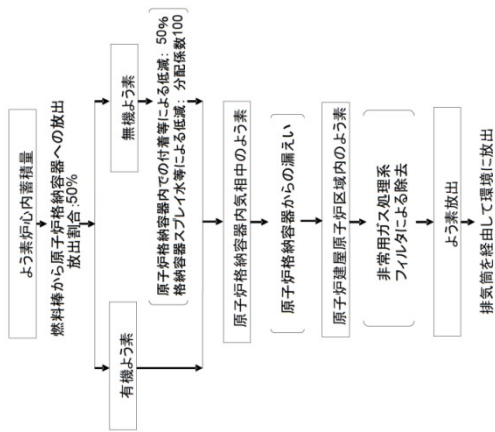 よう素炉心内蓄積量
燃料棒から原子炉格納容器への放出
放出割合:50%
有機よう素
無機よう素
原子炉格納容器内での付着等による低減: 50%
格納容器スプレイ水等による低減: 分配係数100
原子炉格納容器内気相中のよう素
原子炉格納容器からの漏えい
原子炉建屋原子炉区域内のよう素
非常用ガス処理系
フィルタによる除去
よう素放出
排気筒を経由して環境に放出